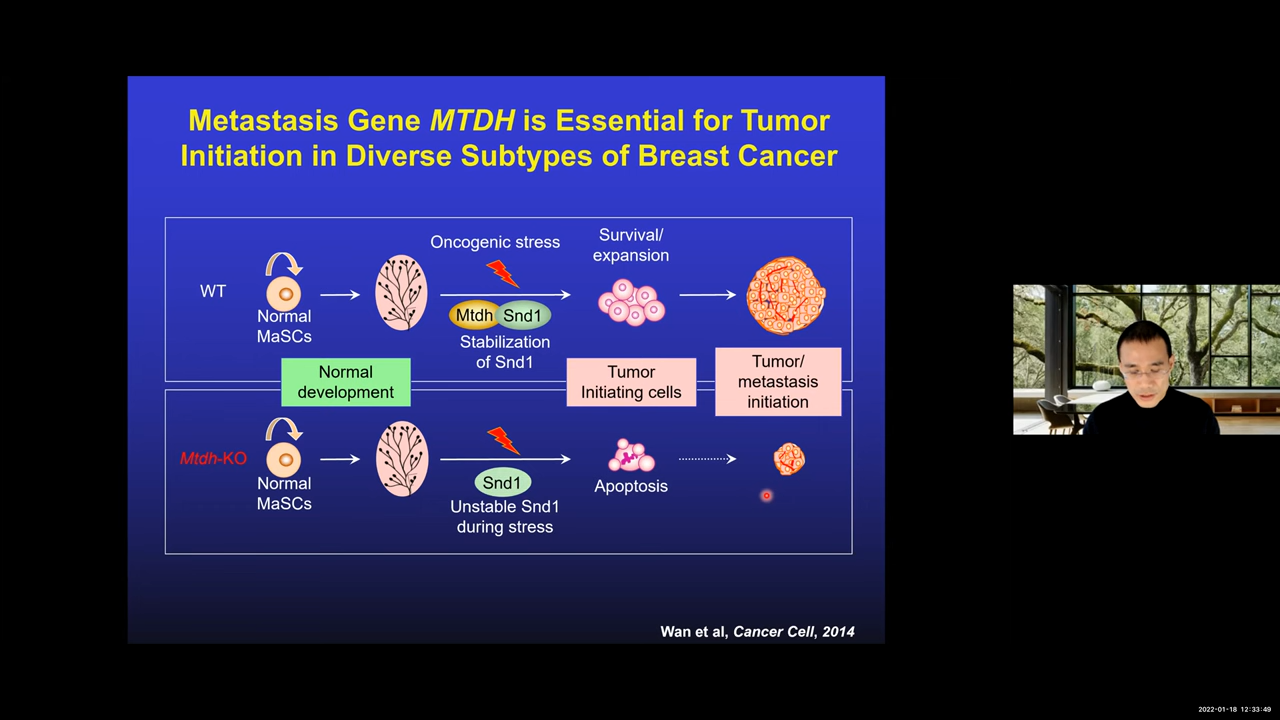 Metastasis Gene MTDH is Essential for Tumor
Initiation in Diverse Subtypes of Breast Cancer
WT
Normal
MaSCs
Oncogenic stress
Mtdh Snd1
Stabilization
of Snd1
Survival/
expansion
Normal
development
Tumor
Initiating cells
Tumor/
metastasis
initiation
Mtdh-KO
Normal
MaSCs
Snd1
Unstable Snd1
during stress
Apoptosis
Wan et al, Cancer Cell, 2014
2022-01-18 12:33:49